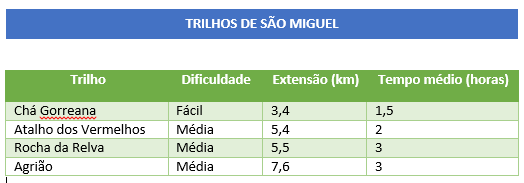 TRILHOS DE SÃO MIGUEL
Trilho Dificuldade Extensão (km) Tempo médio (horas)
Chá Gorreana Fácil 3,4 1,5
Atalho dos Vermelhos Média 5,4 2
Rocha da Relva Média 5,5 3
Agrião Média 7,6 3